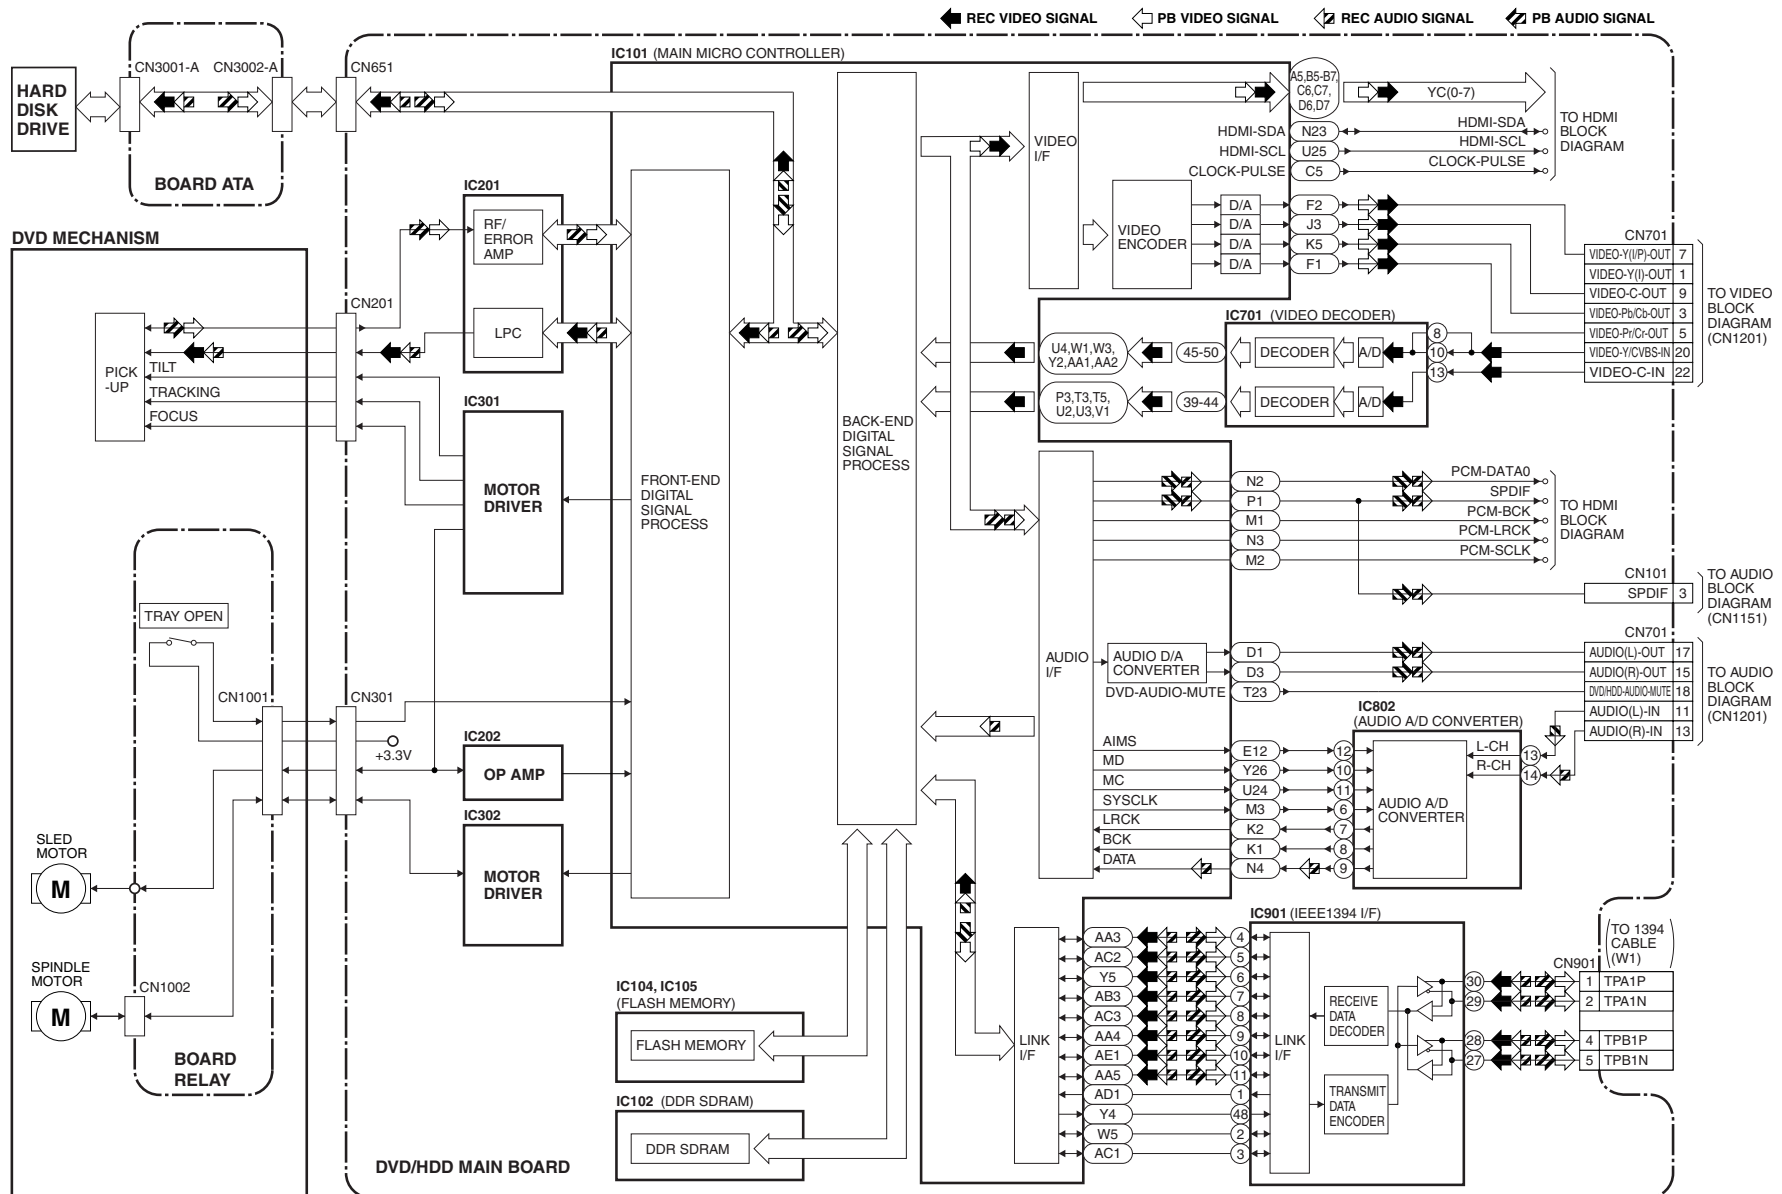 REC VIDEO SIGNAL
PB VIDEO SIGNAL
REC AUDIO SIGNAL
PB AUDIO SIGNAL
HARD
DISK
DRIVE
CN3001-A
CN3002-A
BOARD ATA
CN651
IC101 (MAIN MICRO CONTROLLER)
DVD MECHANISM
PICK
-UP
TILT
TRACKING
FOCUS
CN201
IC201
RF/
ERROR
AMP
LPC
IC301
MOTOR
DRIVER
FRONT-END
DIGITAL
SIGNAL
PROCESS
BACK-END
DIGITAL
SIGNAL
PROCESS
TRAY OPEN
CN1001
CN301
+3.3V
IC202
OP AMP
IC302
MOTOR
DRIVER
SLED
MOTOR
M
SPINDLE
MOTOR
M
CN1002
BOARD
RELAY
DVD/HDD MAIN BOARD
IC104, IC105
(FLASH MEMORY)
FLASH MEMORY
IC102 (DDR SDRAM)
DDR SDRAM
VIDEO
I/F
A5,B5-B7,
C6,C7,
D6,D7
YC(0-7)
HDMI-SDA
N23
HDMI-SDA
HDMI-SCL
U25
HDMI-SCL
CLOCK-PULSE
C5
CLOCK-PULSE
TO HDMI
BLOCK
DIAGRAM
VIDEO
ENCODER
D/A
F2
D/A
J3
D/A
K5
D/A
F1
CN701
VIDEO-Y(I/P)-OUT 7
VIDEO-Y(I)-OUT 1
VIDEO-C-OUT 9
VIDEO-Pb/Cb-OUT 3
VIDEO-Pr/Cr-OUT 5
VIDEO-Y/CVBS-IN 20
VIDEO-C-IN 22
TO VIDEO
BLOCK
DIAGRAM
(CN1201)
IC701 (VIDEO DECODER)
U4,W1,W3,
Y2,AA1,AA2
45-50
DECODER
A/D
8
10
13
P3,T3,T5,
U2,U3,V1
39-44
DECODER
A/D
AUDIO
I/F
N2
PCM-DATA0
P1
SPDIF
M1
PCM-BCK
N3
PCM-LRCK
M2
PCM-SCLK
TO HDMI
BLOCK
DIAGRAM
CN101
SPDIF 3
TO AUDIO
BLOCK
DIAGRAM
(CN1151)
AUDIO D/A
CONVERTER
D1
D3
DVD-AUDIO-MUTE
T23
CN701
AUDIO(L)-OUT 17
AUDIO(R)-OUT 15
DVD/HDD-AUDIO-MUTE 18
AUDIO(L)-IN 11
AUDIO(R)-IN 13
TO AUDIO
BLOCK
DIAGRAM
(CN1201)
IC802
(AUDIO A/D CONVERTER)
AIMS
E12
12
MD
Y26
10
MC
U24
11
SYSCLK
M3
6
LRCK
K2
7
BCK
K1
8
DATA
N4
9
AUDIO A/D
CONVERTER
L-CH
13
R-CH
14
IC901 (IEEE1394 I/F)
LINK
I/F
AA3
4
AC2
5
Y5
6
AB3
7
AC3
8
AA4
9
AE1
10
AA5
11
AD1
1
Y4
48
W5
2
AC1
3
LINK
I/F
RECEIVE
DATA
DECODER
TRANSMIT
DATA
ENCODER
30
29
28
27
TO 1394
CABLE
(W1)
CN901
1 TPA1P
2 TPA1N
4 TPB1P
5 TPB1N